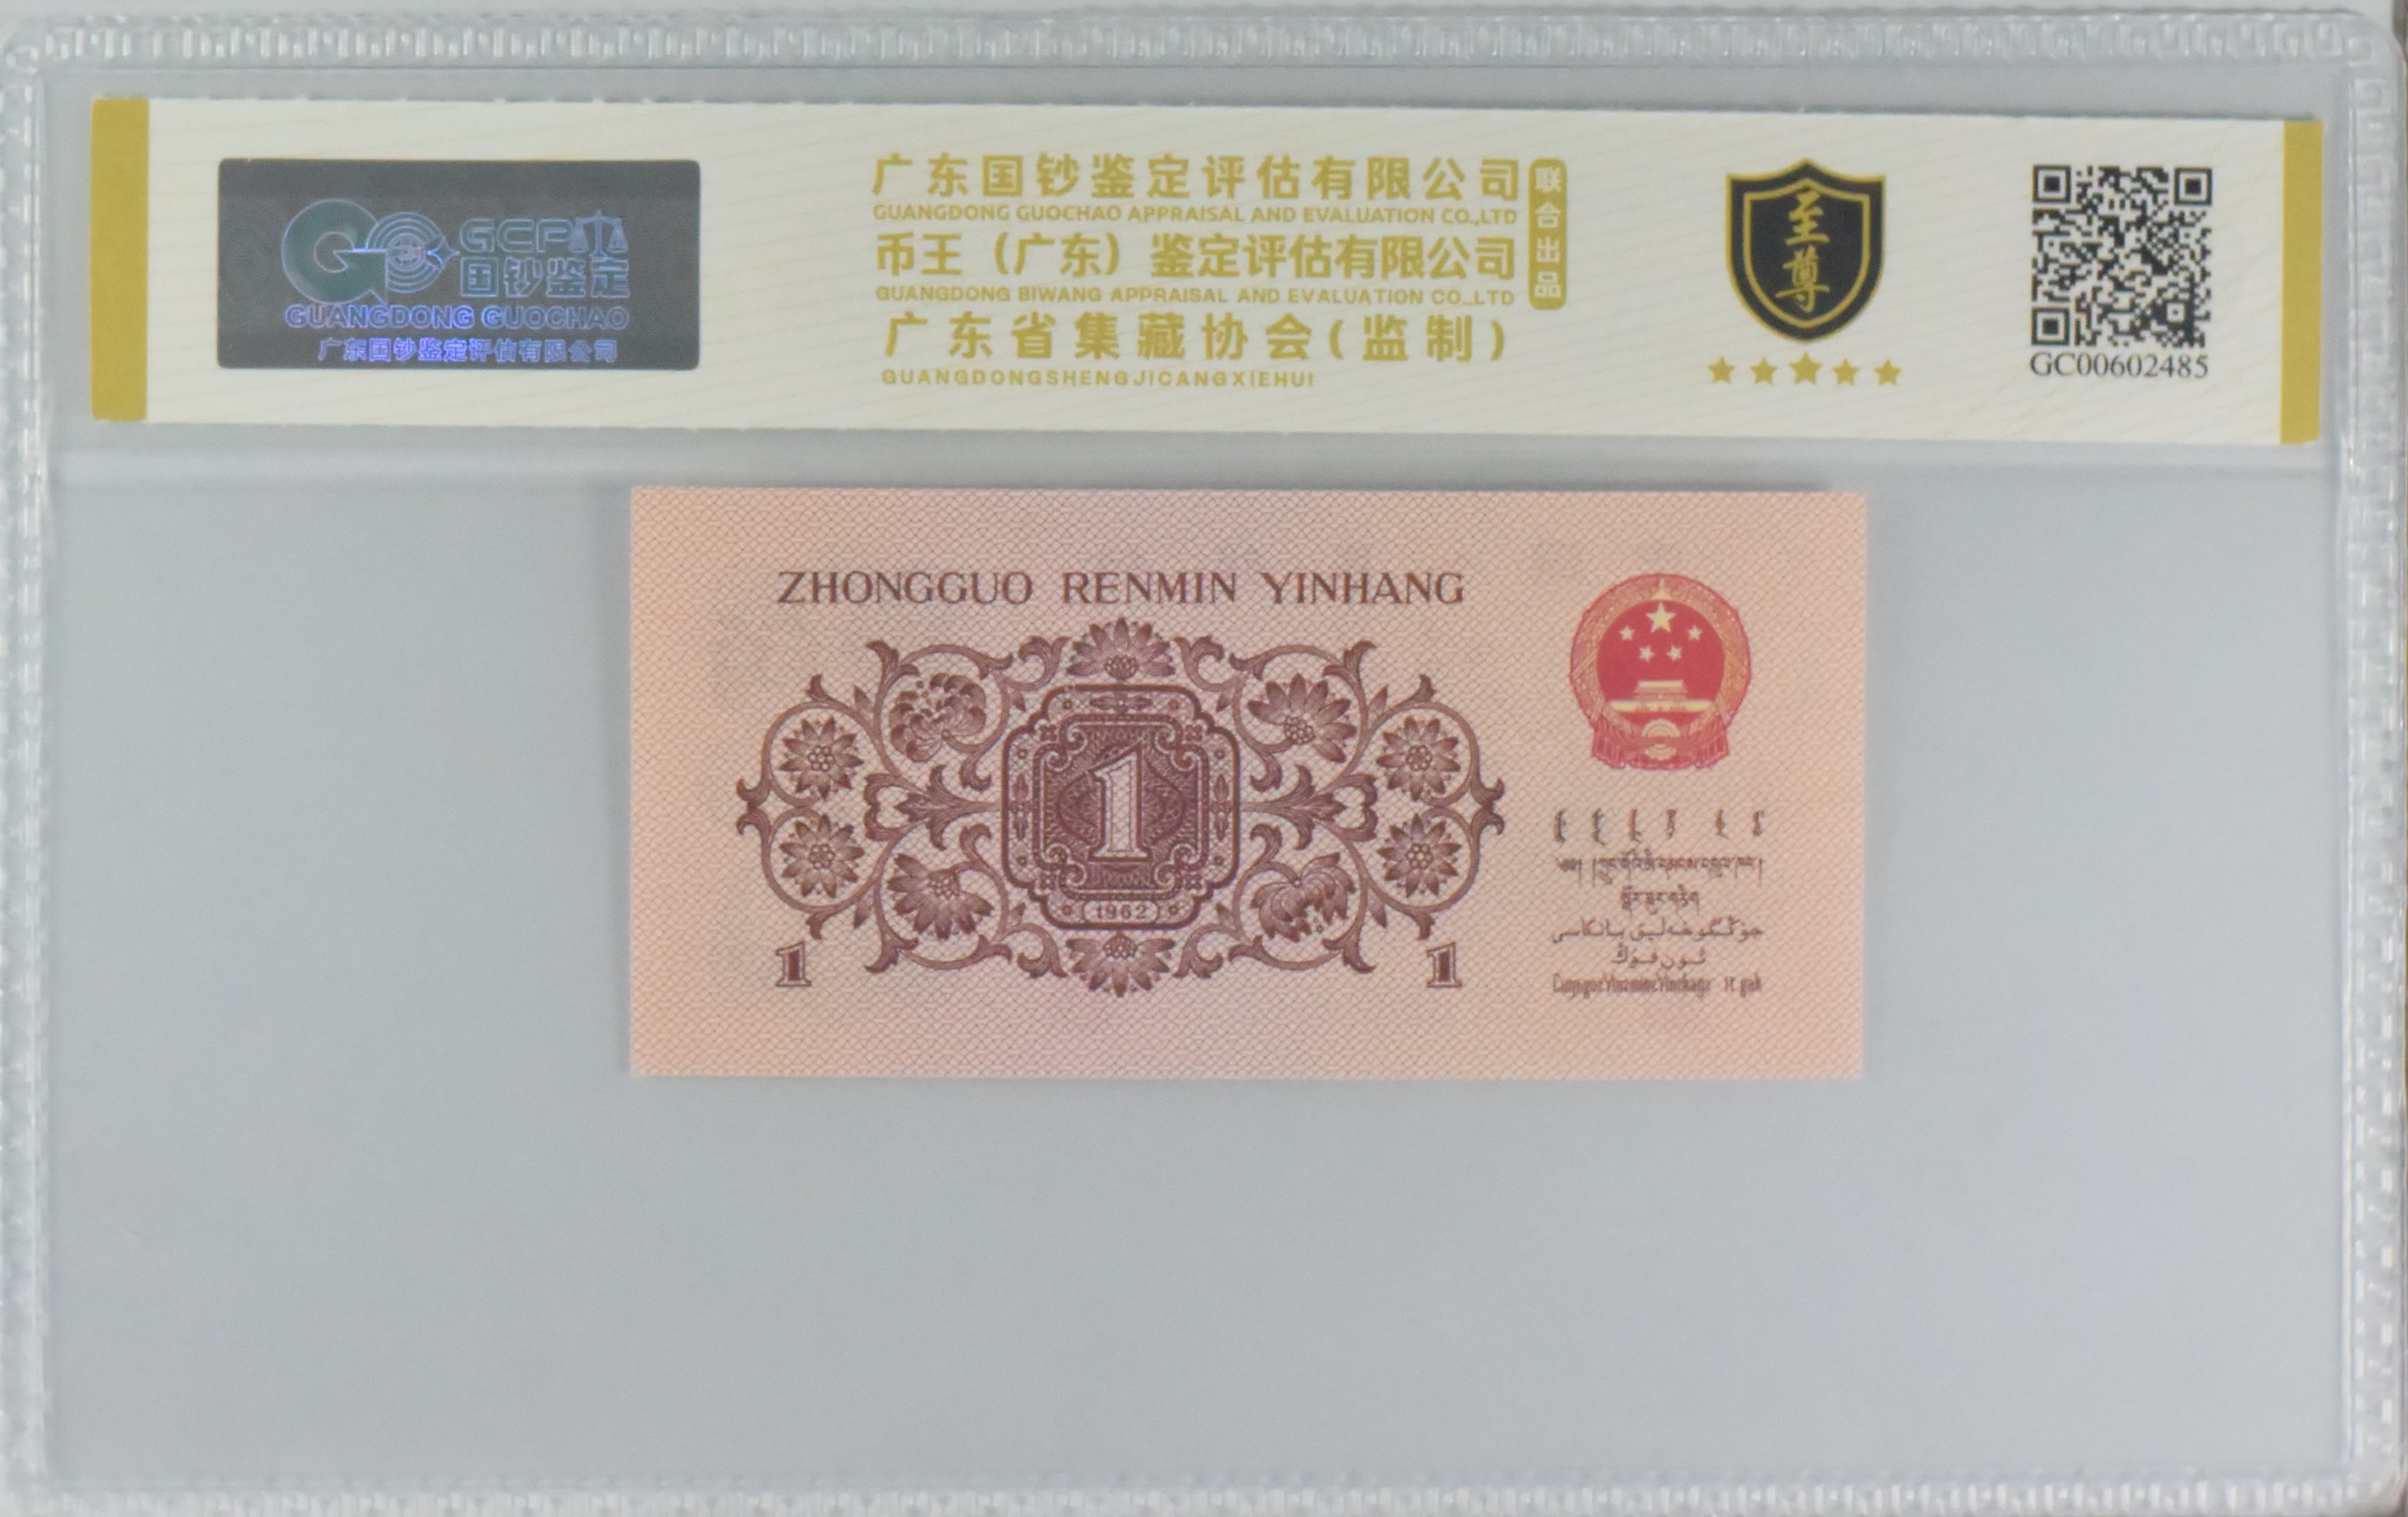 GCP
国钞鉴定
GUANGDONG GUOCHAO
广东国钞鉴定评估有限公司
广东国钞鉴定评估有限公司
GUANGDONG GUOCHAO APPRAISAL AND EVALUATION CO.,LTD
币王（广东）鉴定评估有限公司
GUANGDONG BIWANG APPRAISAL AND EVALUATION CO.,LTD
广东省集藏协会(监制)
GUANGDONGSHENGJICANGXIEHUI
联合出品
至尊
GC00602485
ZHONGGUO RENMIN YINHANG
1
1962
1
1